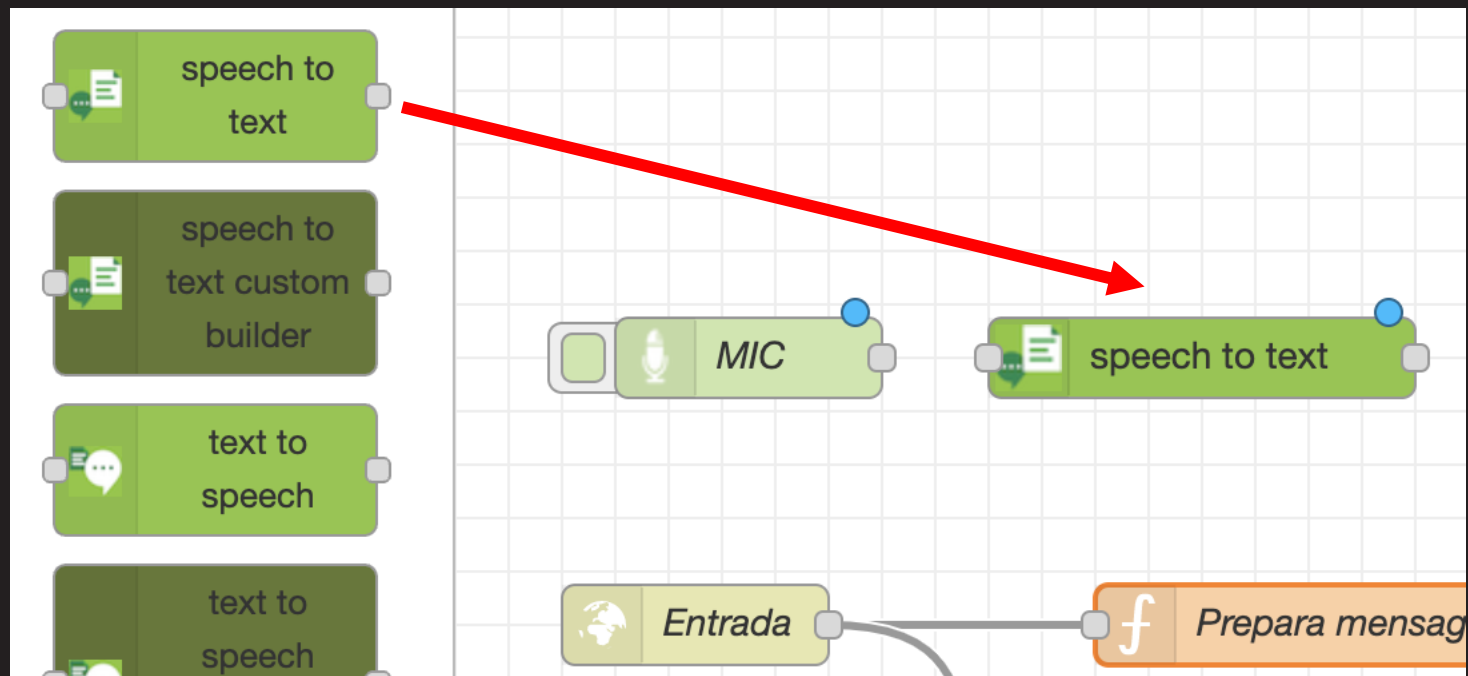 speech to
text
speech to
text custom
builder
text to
speech
text to
speech
MIC
speech to text
Entrada
Prepara mensag